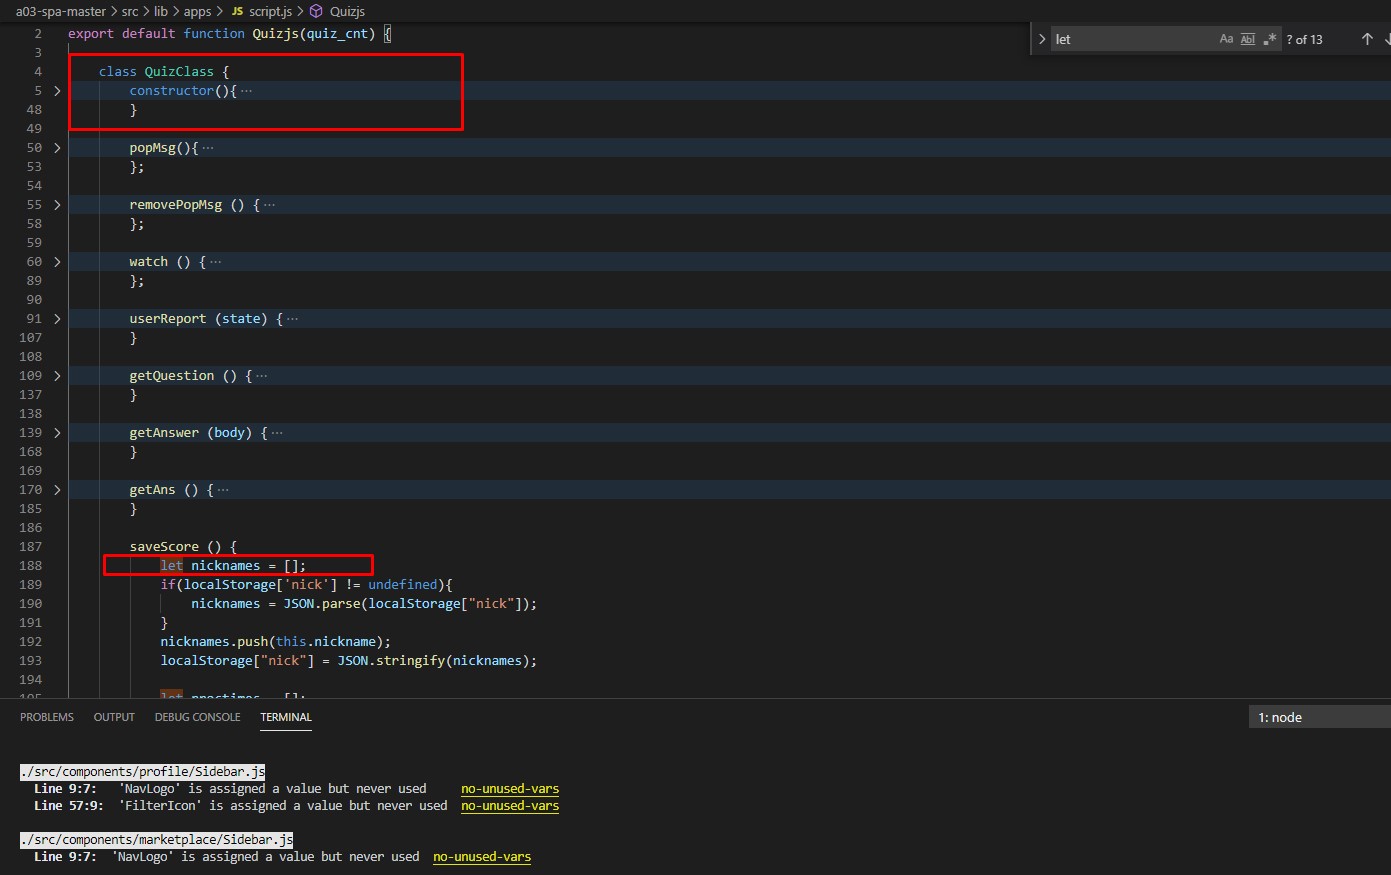 a03-spa-master > src > lib > apps > JS script.js > Quizjs
let Aa Abl .* ? of 13
2 export default function Quizjs(quiz_cnt) {
3
4 class QuizClass {
5 constructor(){ ···
48 }
49
50 popMsg(){ ···
53 };
54
55 removePopMsg () { ···
58 };
59
60 watch () { ···
89 };
90
91 userReport (state) { ···
107 }
108
109 getQuestion () { ···
137 }
138
139 getAnswer (body) { ···
168 }
169
170 getAns () { ···
185 }
186
187 saveScore () {
188 let nicknames = [];
189 if(localStorage['nick'] != undefined){
190 nicknames = JSON.parse(localStorage["nick"]);
191 }
192 nicknames.push(this.nickname);
193 localStorage["nick"] = JSON.stringify(nicknames);
194
195 let = [];
PROBLEMS OUTPUT DEBUG CONSOLE TERMINAL 1: node
./src/components/profile/Sidebar.js
Line 9:7: 'NavLogo' is assigned a value but never used no-unused-vars
Line 57:9: 'FilterIcon' is assigned a value but never used no-unused-vars
./src/components/marketplace/Sidebar.js
Line 9:7: 'NavLogo' is assigned a value but never used no-unused-vars